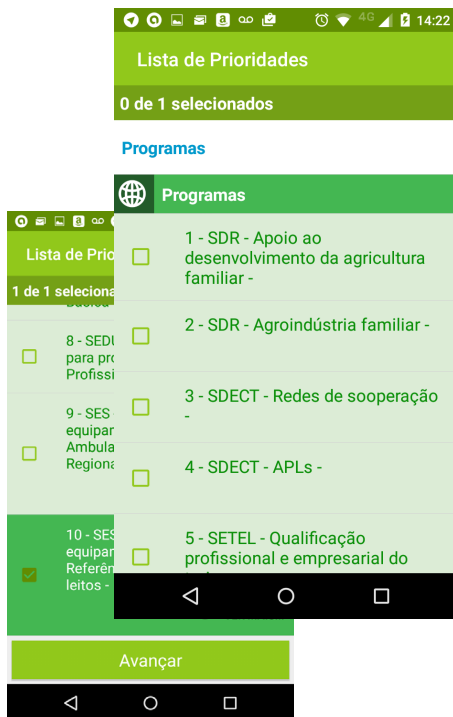 4G 14:22
Lista de Prioridades
0 de 1 selecionados
Programas
Programas
1 - SDR - Apoio ao
desenvolvimento da agricultura
familiar -
2 - SDR - Agroindústria familiar -
3 - SDECT - Redes de sooperação
-
4 - SDECT - APLs -
5 - SETEL - Qualificação
profissional e empresarial do
Lista de Prio
1 de 1 seleciona
8 - SEDU
para pro
Profissi
9 - SES
equipar
Ambula
Regiona
10 - SES
equipar
Referên
leitos -
Avançar